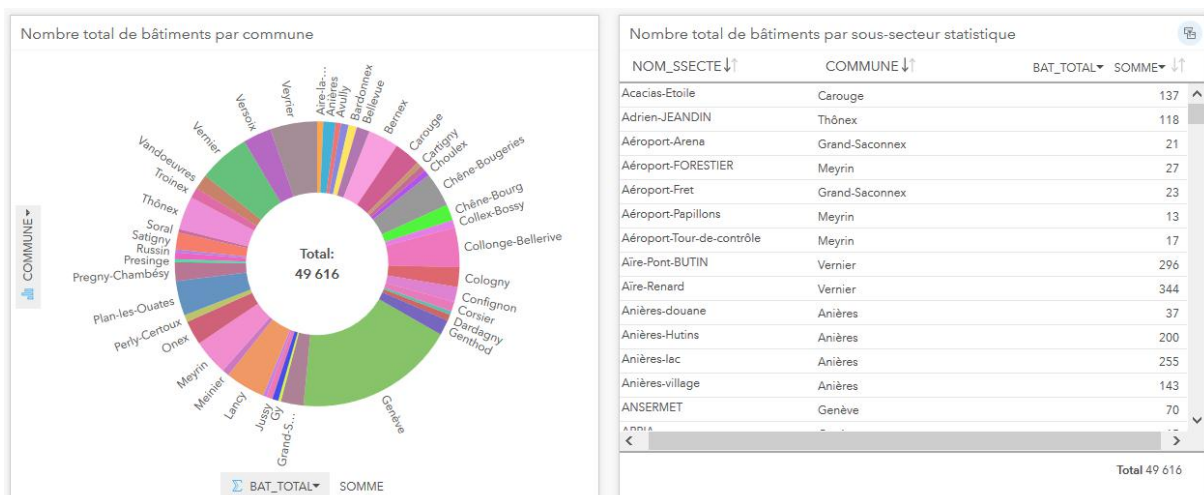 Nombre total de bâtiments par commune
Aire-la-...
Anières
Avully
Bardonnex
Bellevue
Bernex
Carouge
Cartigny
Choulex
Chêne-Bougeries
Chêne-Bourg
Collex-Bossy
Collonge-Bellerive
Cologny
Confignon
Corsier
Dardagny
Genthod
Genève
Grand-S...
Gy
Jussy
Lancy
Meinier
Meyrin
Onex
Perly-Certoux
Plan-les-Ouates
Pregny-Chambésy
Presinge
Russin
Satigny
Soral
Thônex
Troinex
Vandoeuvres
Vernier
Versoix
Veyrier
Total:
49 616
COMMUNE
Σ BAT_TOTAL SOMME
Nombre total de bâtiments par sous-secteur statistique
NOM_SSECTE COMMUNE BAT_TOTAL SOMME
Acacias-Etoile Carouge 137
Adrien-JEANDIN Thônex 118
Aéroport-Arena Grand-Saconnex 21
Aéroport-FORESTIER Meyrin 27
Aéroport-Fret Grand-Saconnex 23
Aéroport-Papillons Meyrin 13
Aéroport-Tour-de-contrôle Meyrin 17
Aïre-Pont-BUTIN Vernier 296
Aïre-Renard Vernier 344
Anières-douane Anières 37
Anières-Hutins Anières 200
Anières-lac Anières 255
Anières-village Anières 143
ANSERMET Genève 70
Total 49 616